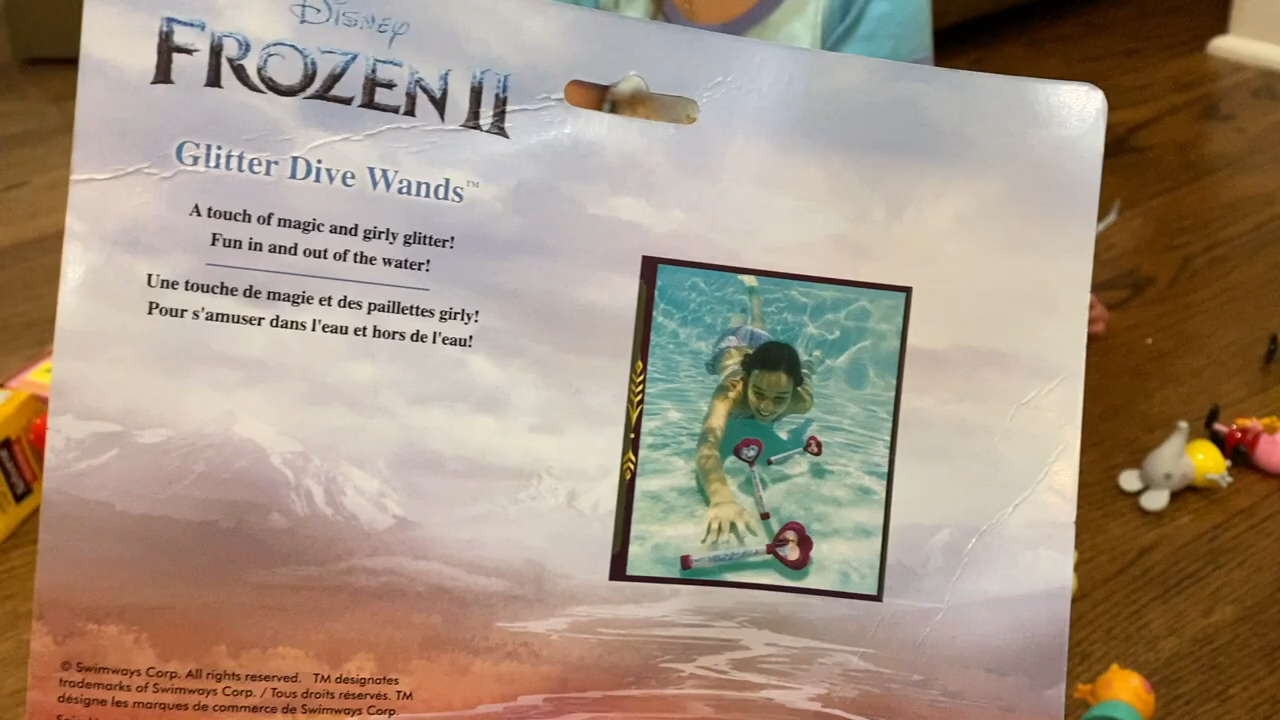 Disney
FROZEN II
Glitter Dive Wands™
A touch of magic and girly glitter!
Fun in and out of the water!
Une touche de magie et des paillettes girly!
Pour s'amuser dans l'eau et hors de l'eau!
© Swimways Corp. All rights reserved. TM designates
trademarks of Swimways Corp. / Tous droits réservés. TM
désigne les marques de commerce de Swimways Corp.